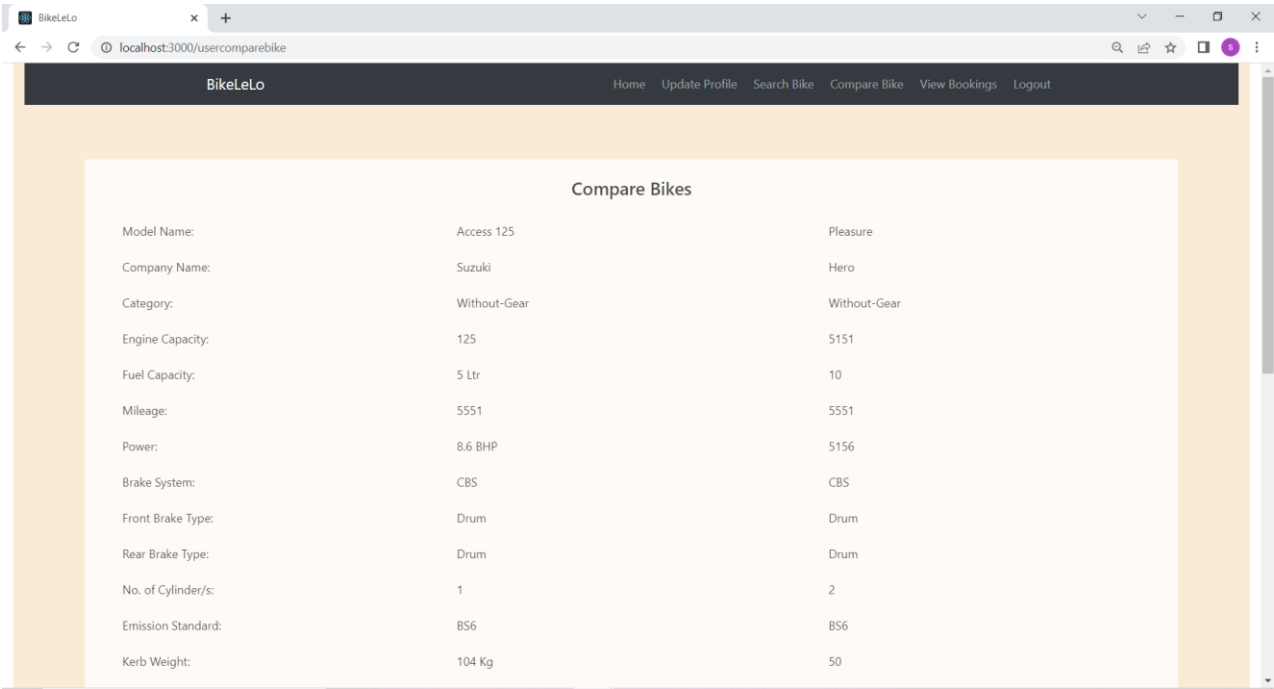 BikeLeLo
localhost:3000/usercomparebike
S
BikeLeLo Home Update Profile Search Bike Compare Bike View Bookings Logout
Compare Bikes
Model Name: Access 125 Pleasure
Company Name: Suzuki Hero
Category: Without-Gear Without-Gear
Engine Capacity: 125 5151
Fuel Capacity: 5 Ltr 10
Mileage: 5551 5551
Power: 8.6 BHP 5156
Brake System: CBS CBS
Front Brake Type: Drum Drum
Rear Brake Type: Drum Drum
No. of Cylinder/s: 1 2
Emission Standard: BS6 BS6
Kerb Weight: 104 Kg 50